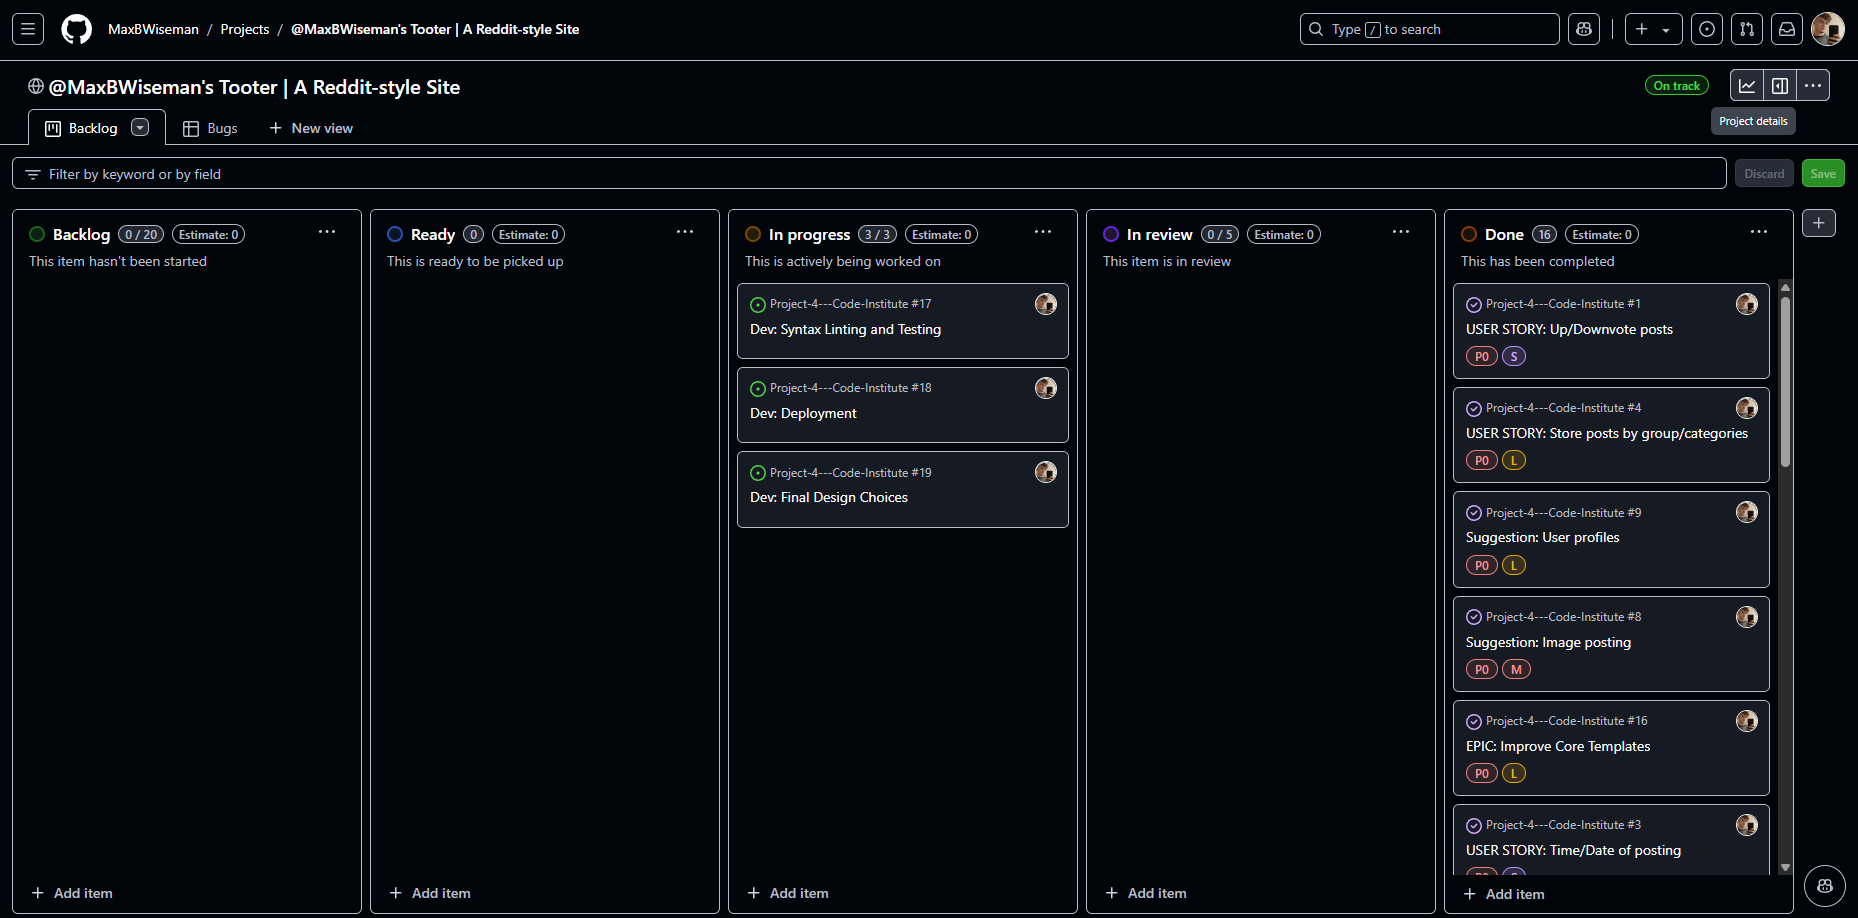 MaxBWiseman / Projects / @MaxBWiseman's Tooter | A Reddit-style Site
Type / to search
@MaxBWiseman's Tooter | A Reddit-style Site
On track
Project details
Backlog
Bugs
New view
Filter by keyword or by field
Discard
Save
Backlog 0 / 20 Estimate: 0
This item hasn't been started
Add item
Ready 0 Estimate: 0
This is ready to be picked up
Add item
In progress 3 / 3 Estimate: 0
This is actively being worked on
Project-4---Code-Institute #17
Dev: Syntax Linting and Testing
Project-4---Code-Institute #18
Dev: Deployment
Project-4---Code-Institute #19
Dev: Final Design Choices
Add item
In review 0 / 5 Estimate: 0
This item is in review
Add item
Done 16 Estimate: 0
This has been completed
Project-4---Code-Institute #1
USER STORY: Up/Downvote posts
P0 S
Project-4---Code-Institute #4
USER STORY: Store posts by group/categories
P0 L
Project-4---Code-Institute #9
Suggestion: User profiles
P0 L
Project-4---Code-Institute #8
Suggestion: Image posting
P0 M
Project-4---Code-Institute #16
EPIC: Improve Core Templates
P0 L
Project-4---Code-Institute #3
USER STORY: Time/Date of posting
Add item